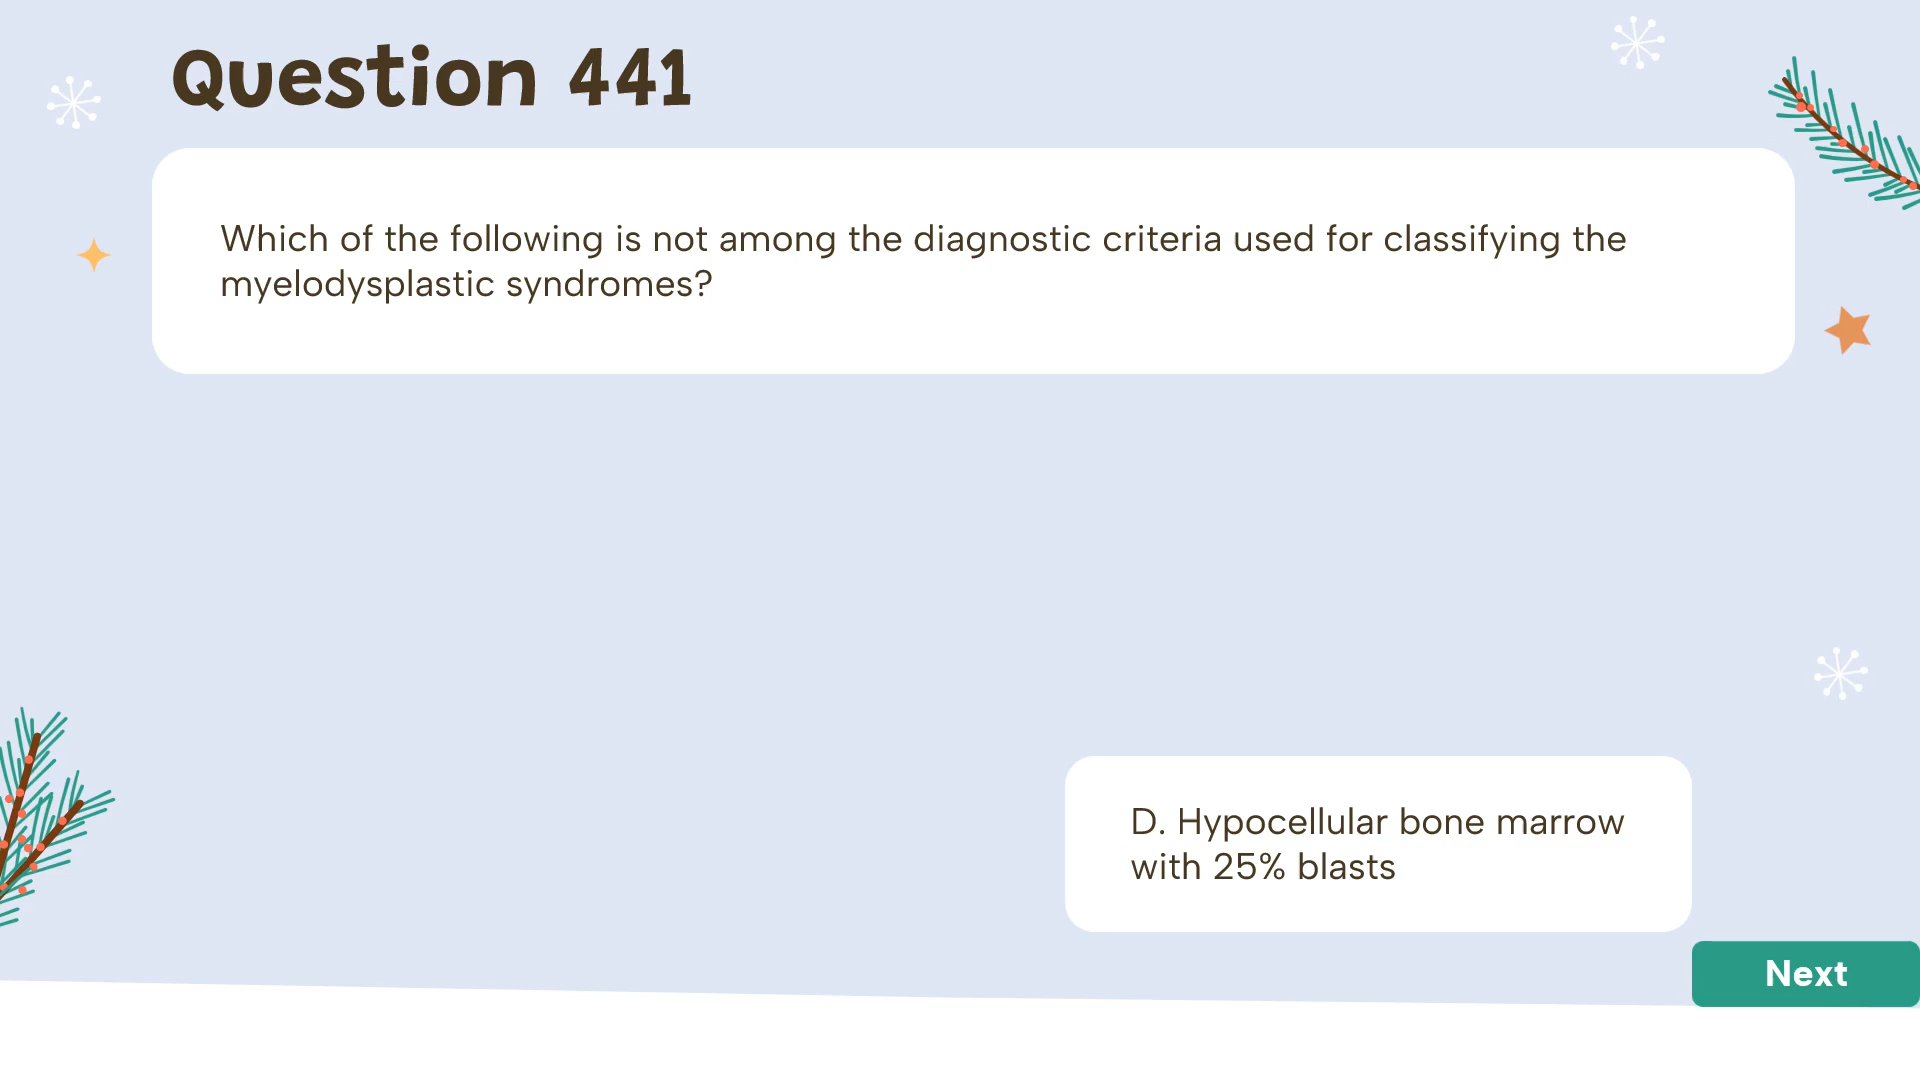 Question 441
Which of the following is not among the diagnostic criteria used for classifying the
myelodysplastic syndromes?
D. Hypocellular bone marrow
with 25% blasts
Next